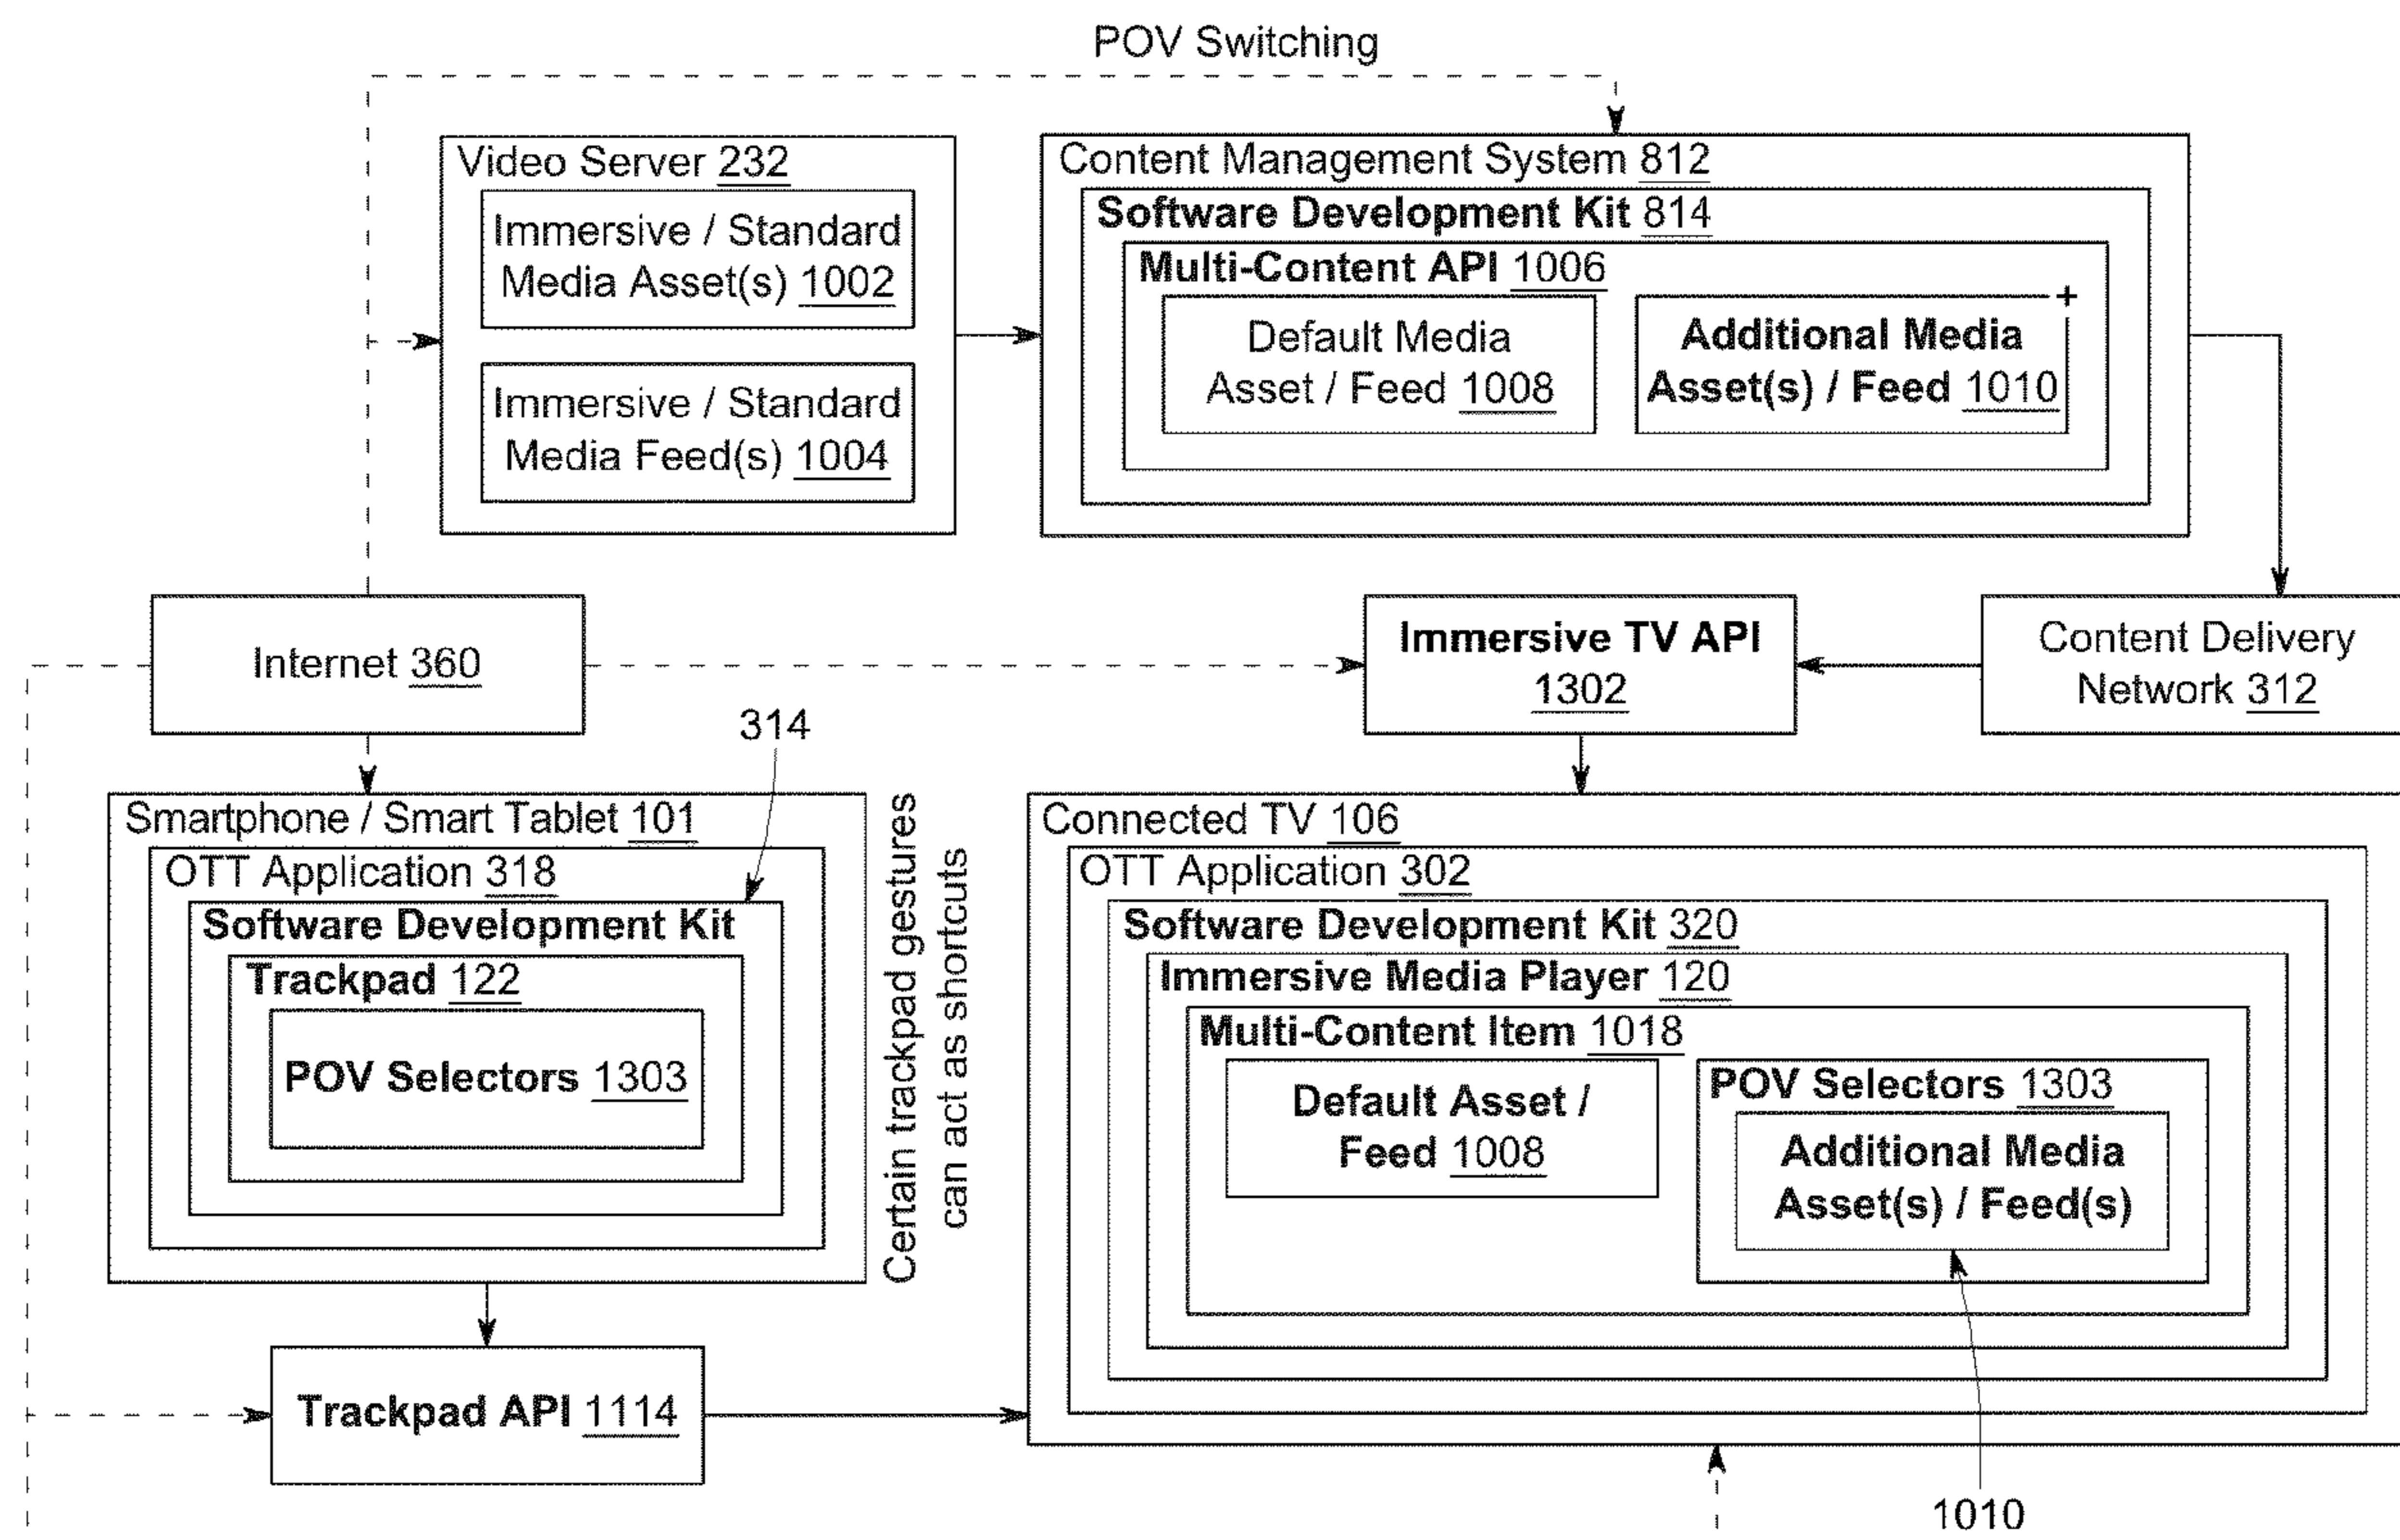 POV Switching
Video Server 232
Immersive / Standard
Media Asset(s) 1002
Immersive / Standard
Media Feed(s) 1004
Content Management System 812
Software Development Kit 814
Multi-Content API 1006
Default Media
Asset / Feed 1008
+
Additional Media
Asset(s) / Feed 1010
Internet 360
Immersive TV API
1302
Content Delivery
Network 312
314
Smartphone / Smart Tablet 101
OTT Application 318
Software Development Kit
Trackpad 122
POV Selectors 1303
Certain trackpad gestures
can act as shortcuts
Connected TV 106
OTT Application 302
Software Development Kit 320
Immersive Media Player 120
Multi-Content Item 1018
Default Asset /
Feed 1008
POV Selectors 1303
Additional Media
Asset(s) / Feed(s)
Trackpad API 1114
1010